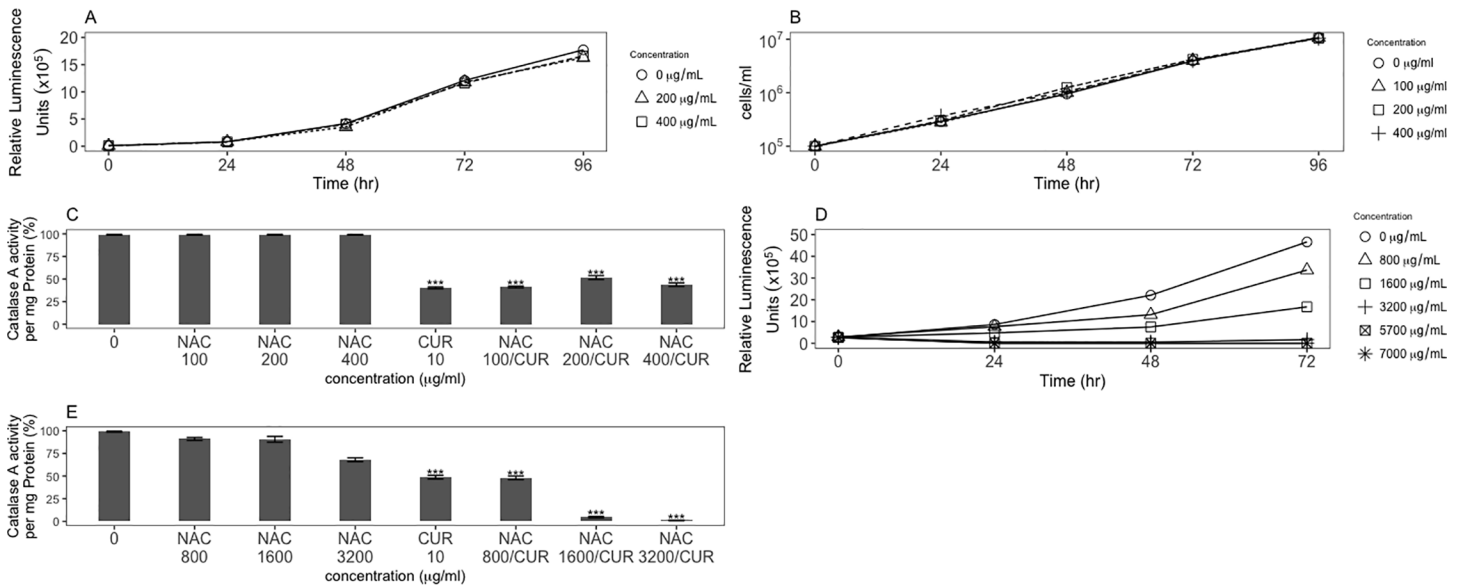 A
Relative Luminescence
Units (x10⁵)
20
15
10
5
0
0 24 48 72 96
Time (hr)
Concentration
0 μg/mL
200 μg/mL
400 μg/mL
B
cells/ml
10⁷
10⁶
10⁵
0 24 48 72 96
Time (hr)
Concentration
0 μg/ml
100 μg/ml
200 μg/ml
400 μg/ml
C
Catalase A activity
per mg Protein (%)
100
75
50
25
0
*** *** *** ***
0 NAC NAC NAC CUR NAC NAC NAC
100 200 400 10 100/CUR 200/CUR 400/CUR
concentration (μg/ml)
D
Relative Luminescence
Units (x10⁵)
50
40
30
20
10
0
0 24 48 72
Time (hr)
Concentration
0 μg/mL
800 μg/mL
1600 μg/mL
3200 μg/mL
5700 μg/mL
7000 μg/mL
E
Catalase A activity
per mg Protein (%)
100
75
50
25
0
*** *** *** ***
0 NAC NAC NAC CUR NAC NAC NAC
800 1600 3200 10 800/CUR 1600/CUR 3200/CUR
concentration (μg/ml)